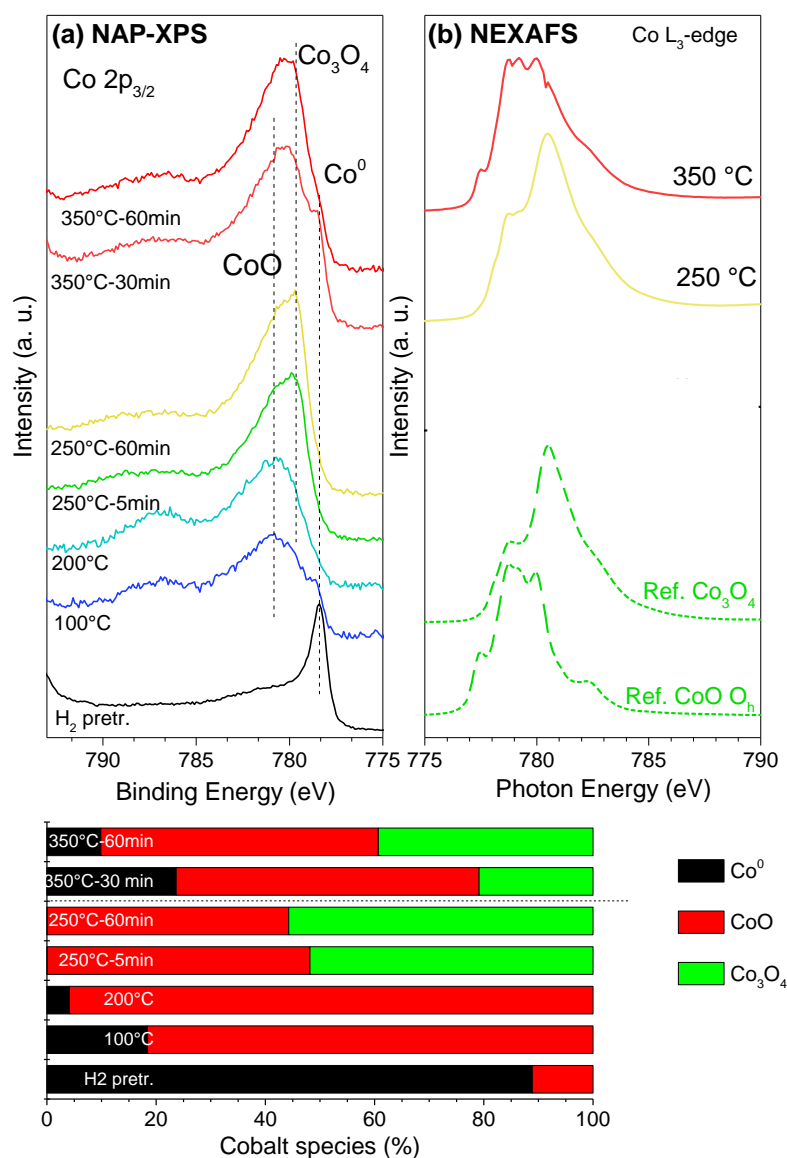 (a) NAP-XPS
Co 2p3/2
Co3O4
Co0
350°C-60min
350°C-30min
CoO
250°C-60min
250°C-5min
200°C
100°C
H2 pretr.
Intensity (a. u.)
790 785 780 775
Binding Energy (eV)
(b) NEXAFS
Co L3-edge
350 °C
250 °C
Ref. Co3O4
Ref. CoO Oh
Intensity (a. u.)
775 780 785 790
Photon Energy (eV)
350°C-60min
350°C-30 min
250°C-60min
250°C-5min
200°C
100°C
H2 pretr.
0 20 40 60 80 100
Cobalt species (%)
Co0
CoO
Co3O4